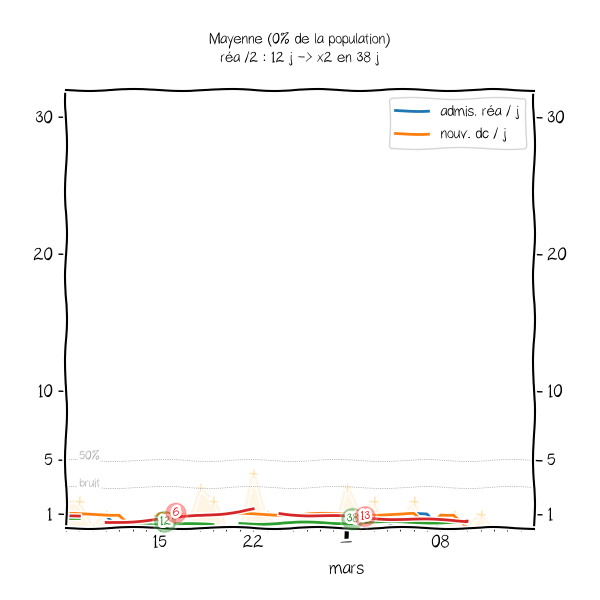 Mayenne (0% de la population)
réa /2 : 12 j -> x2 en 38 j
admis. réa / j
nouv. dc / j
30 30
20 20
10 10
5 50% 5
bruit
1 12 6 38 13 1
15 22 1 08
mars